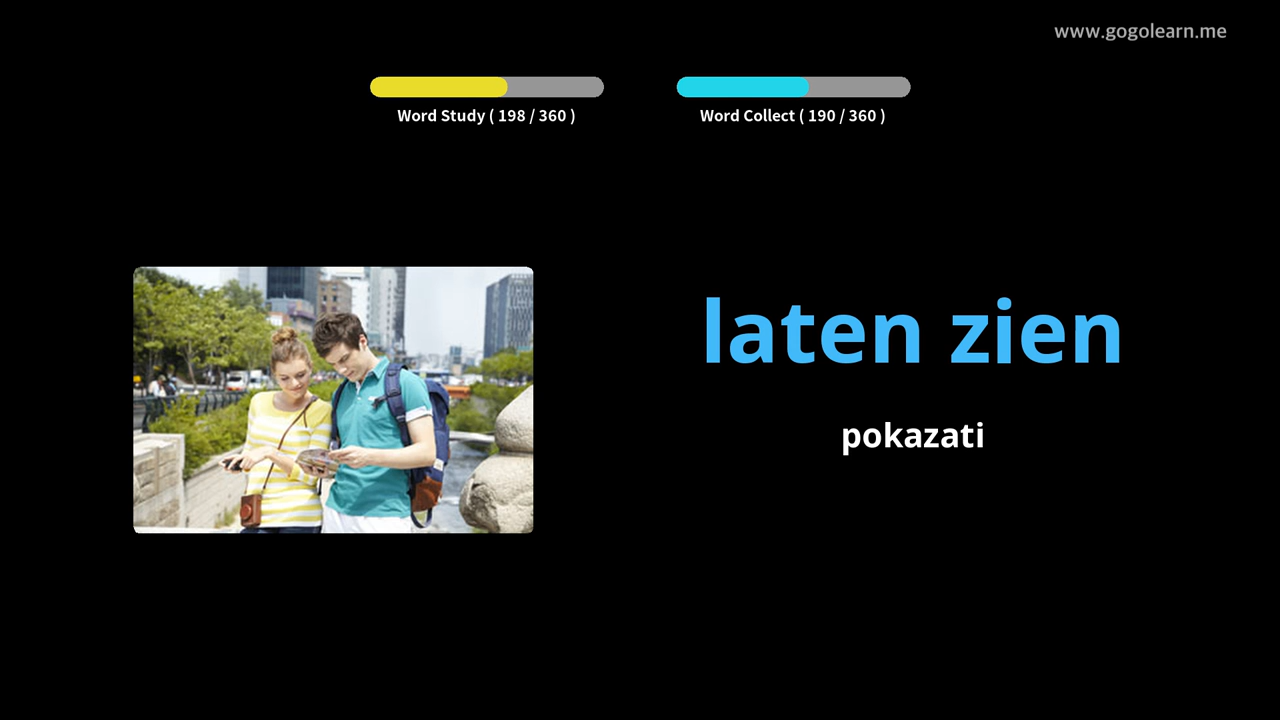 www.gogolearn.me
Word Study ( 198 / 360 )
Word Collect ( 190 / 360 )
laten zien
pokazati